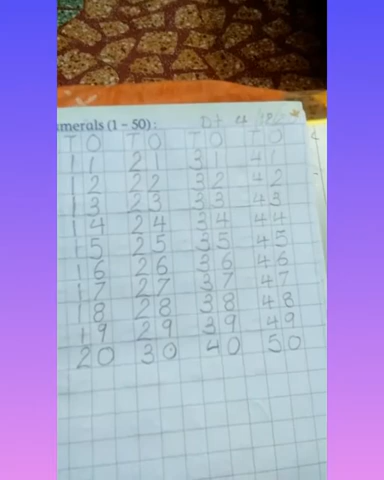 umerals (1 – 50) :
T O T O T O T O
1 1 2 1 3 1 4 1
1 2 2 2 3 2 4 2
1 3 2 3 3 3 4 3
1 4 2 4 3 4 4 4
1 5 2 5 3 5 4 5
1 6 2 6 3 6 4 6
1 7 2 7 3 7 4 7
1 8 2 8 3 8 4 8
1 9 2 9 3 9 4 9
2 0 3 0 4 0 5 0